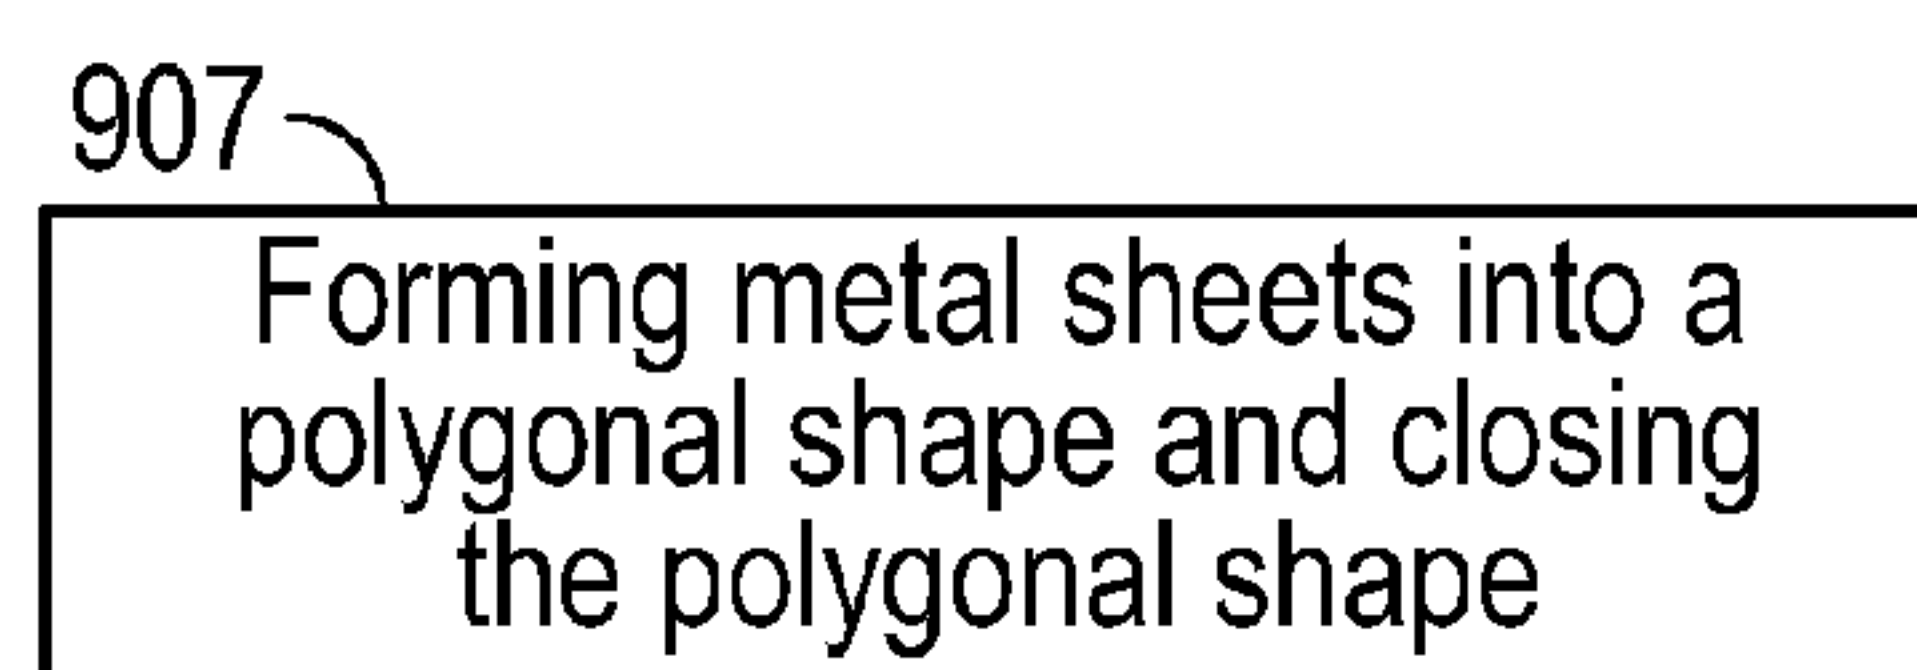 907
Forming metal sheets into a
polygonal shape and closing
the polygonal shape